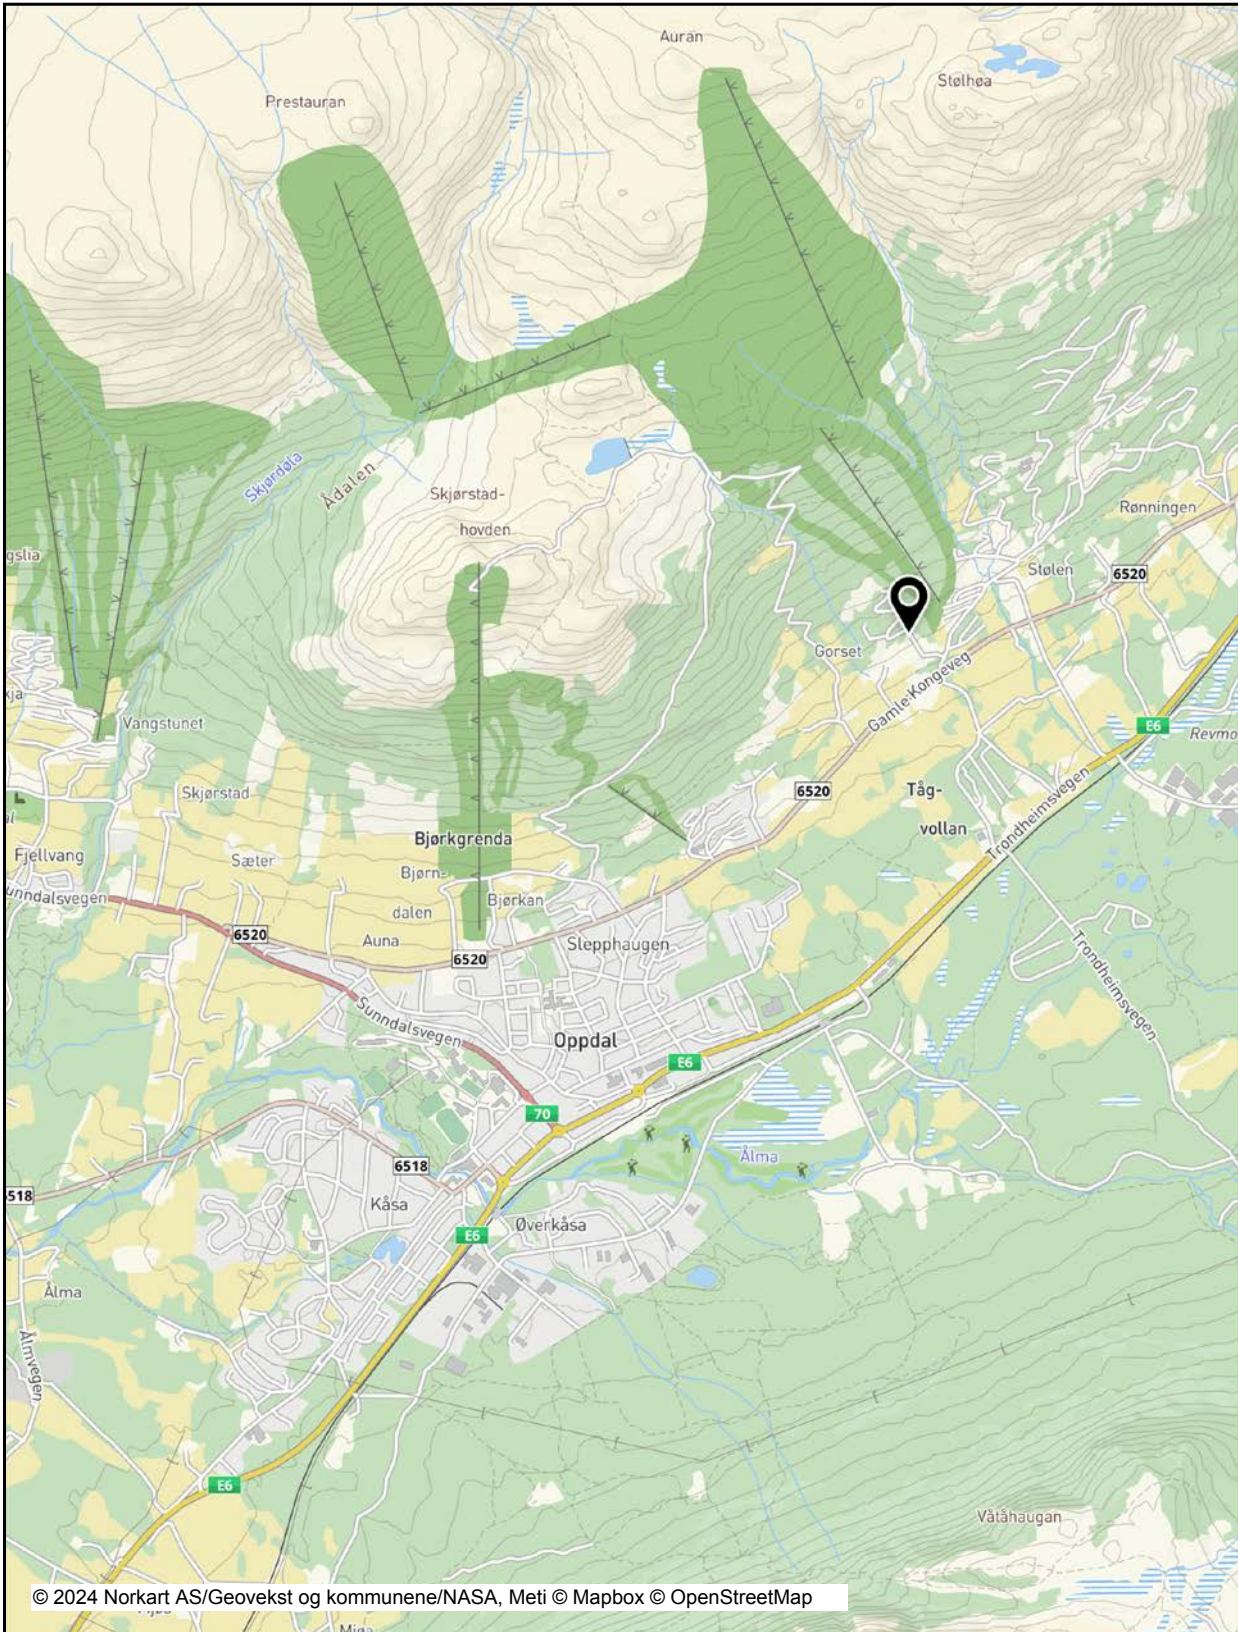 Auran
Stølhøa
Prestauran
Skjørdøla
Ådalen
Skjørstad-
hovden
Rønningen
gslia
Stølen
6520
Gorset
Gamle Kongeveg
kja
Vangstunet
E6
Revmo
Skjørstad
6520
Tåg-
vollan
Trondheimsvegen
al
Bjørkgrenda
Fjellvang
Sæter
Bjørn-
dalen
Bjørkan
unndalsvegen
6520
Auna
6520
Slepphaugen
Trondheimsvegen
Sunndalsvegen
Oppdal
E6
70
Ålma
6518
518
Kåsa
Øverkåsa
E6
Ålma
Ålmvegen
E6
Våtåhaugan
© 2024 Norkart AS/Geovekst og kommunene/NASA, Meti © Mapbox © OpenStreetMap